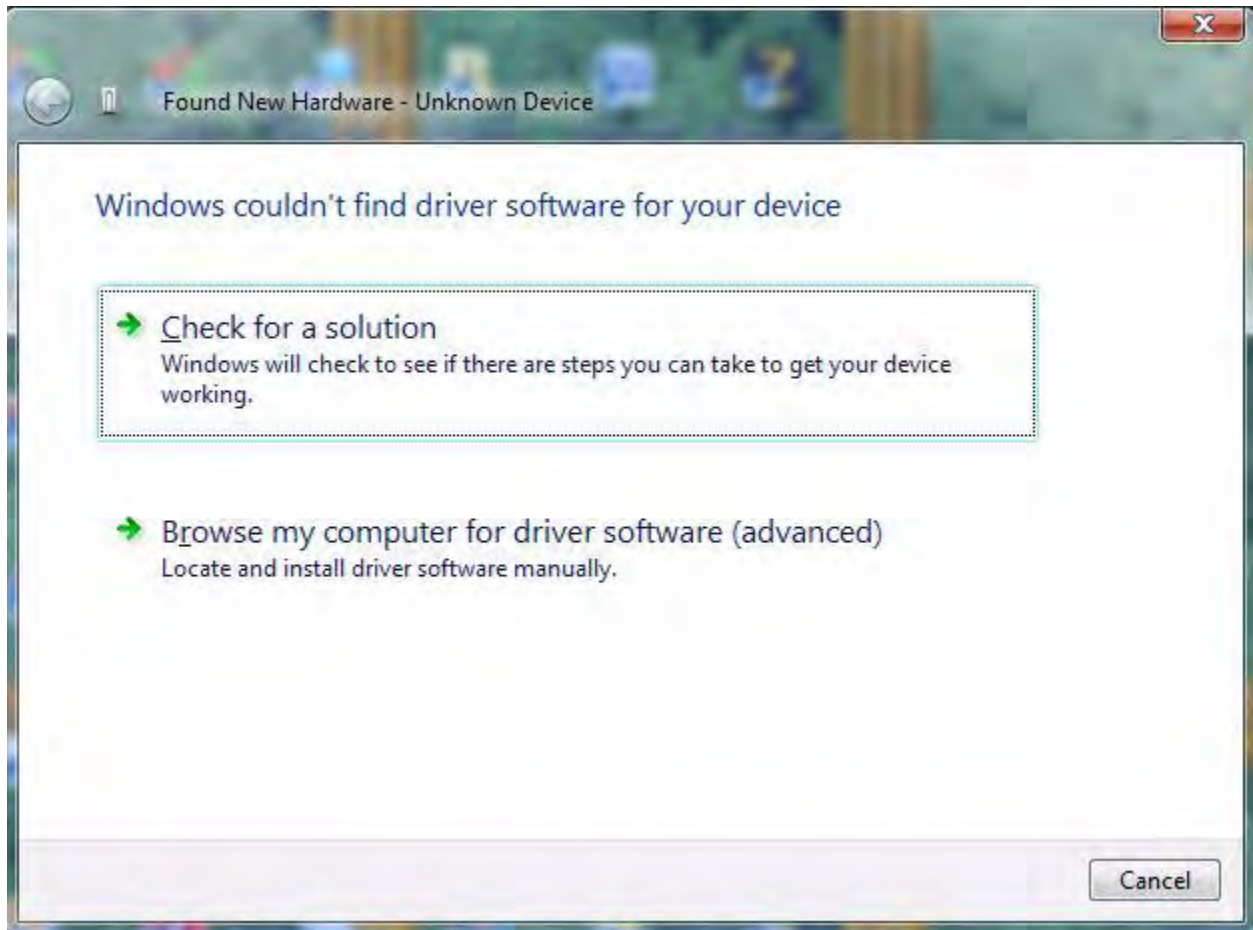 Found New Hardware - Unknown Device
Windows couldn't find driver software for your device
Check for a solution
Windows will check to see if there are steps you can take to get your device
working.
Browse my computer for driver software (advanced)
Locate and install driver software manually.
Cancel